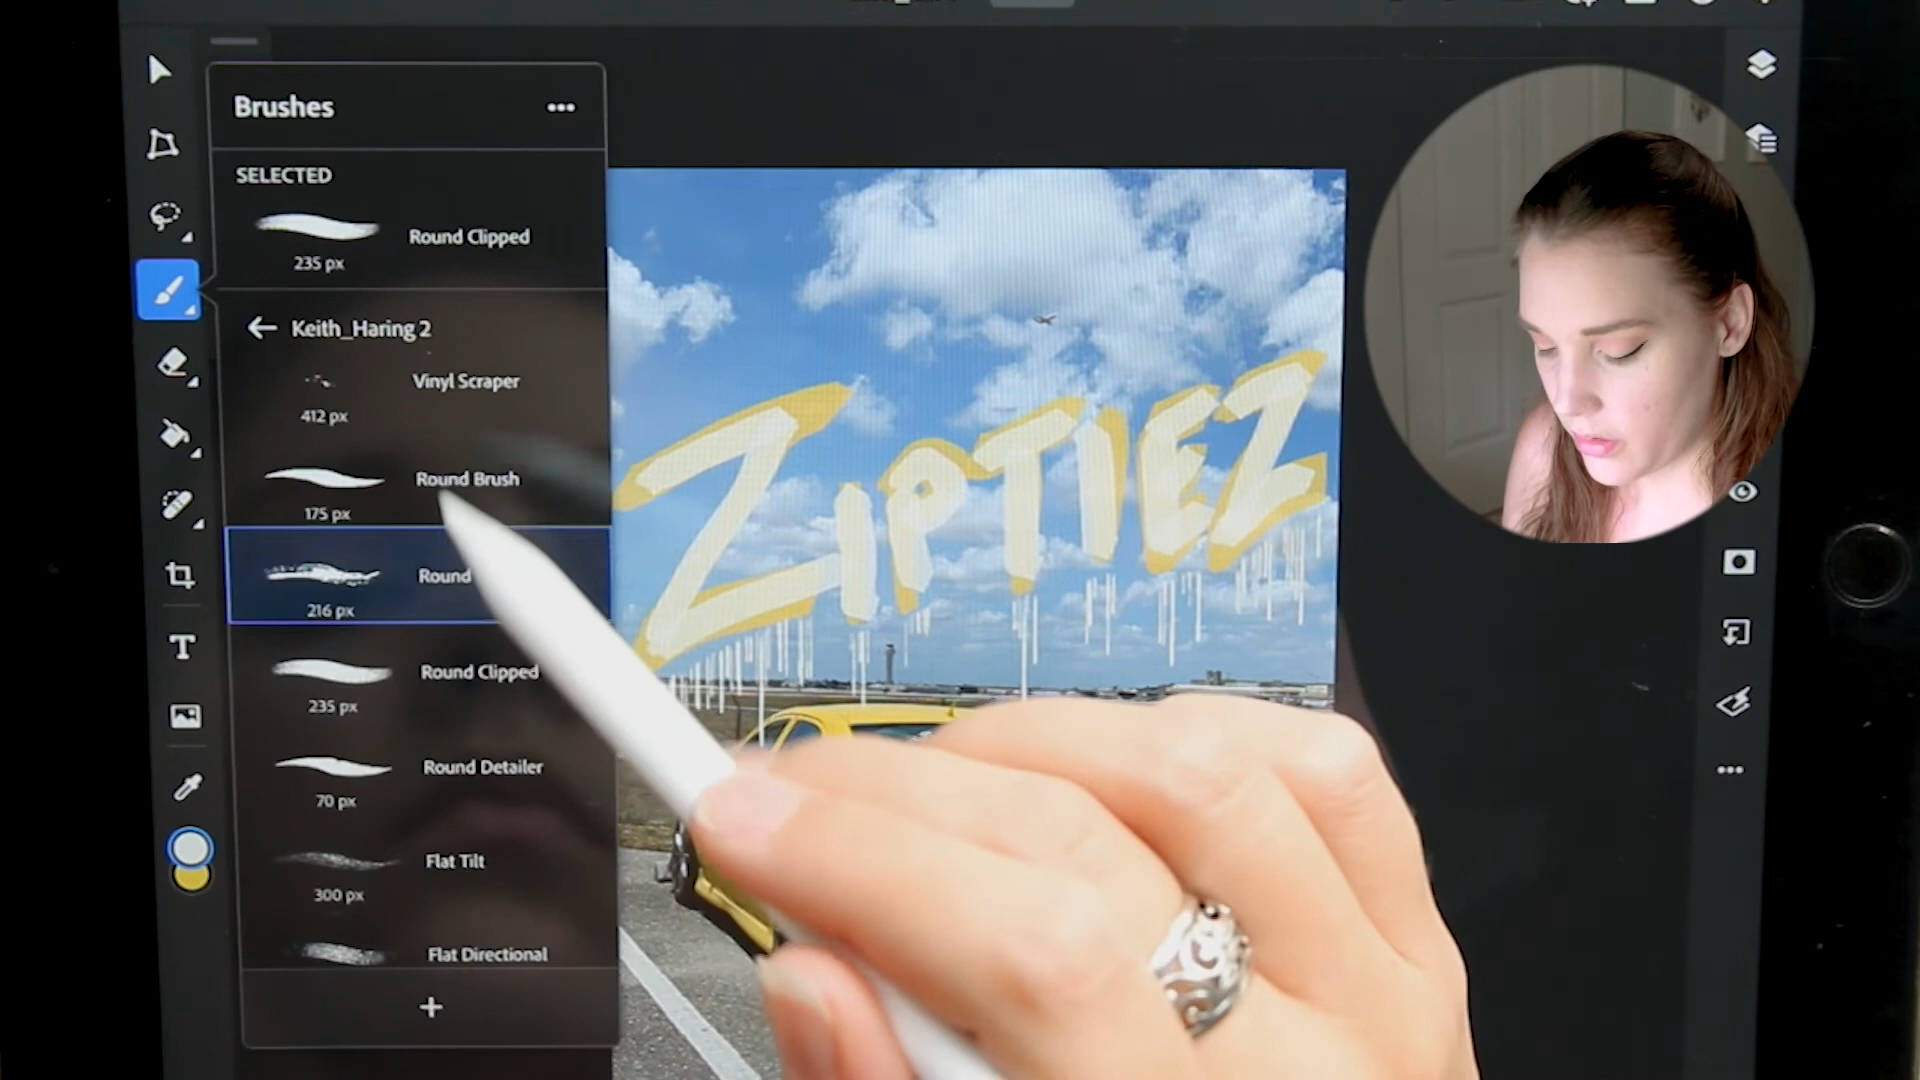 Brushes
SELECTED
Round Clipped
235 px
Keith_Haring 2
Vinyl Scraper
412 px
Round Brush
175 px
Round
216 px
Round Clipped
235 px
Round Detailer
70 px
Flat Tilt
300 px
Flat Directional
ZIPTIEZ